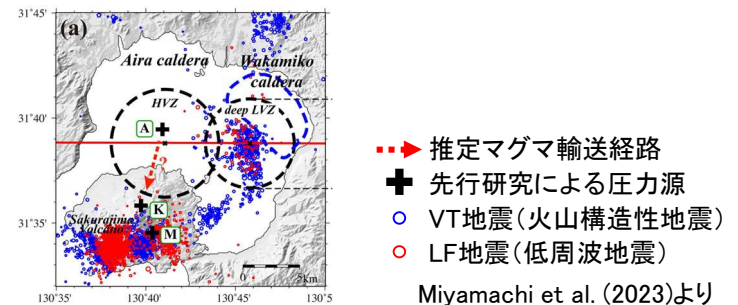 31°45'
(a)
Aira caldera
Wakamiko
caldera
HVZ
deep LVZ
31°40'
A
?
K
31°35'
Sakurajima
Volcano
M
0 5km
130°35' 130°40' 130°45' 130°5
推定マグマ輸送経路
先行研究による圧力源
VT地震（火山構造性地震）
LF地震（低周波地震）
Miyamachi et al. (2023)より